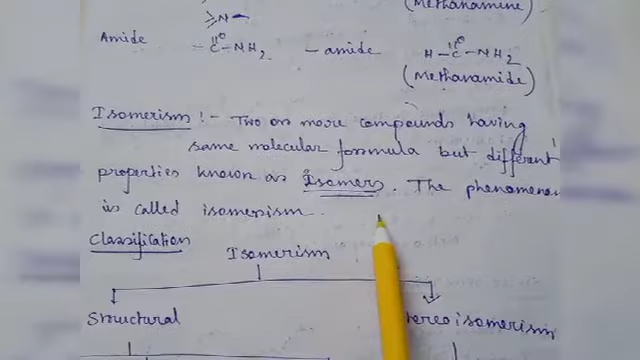 (Methanamine)
>N-
Amide -C-NH2 -amide H-C-NH2
(Methanamide)
Isomerism :- Two or more compounds having
same molecular formula but different
properties known as Isomers. The phenomenon
is called isomerism.
Classification
Isomerism
Structural tereoisomerism